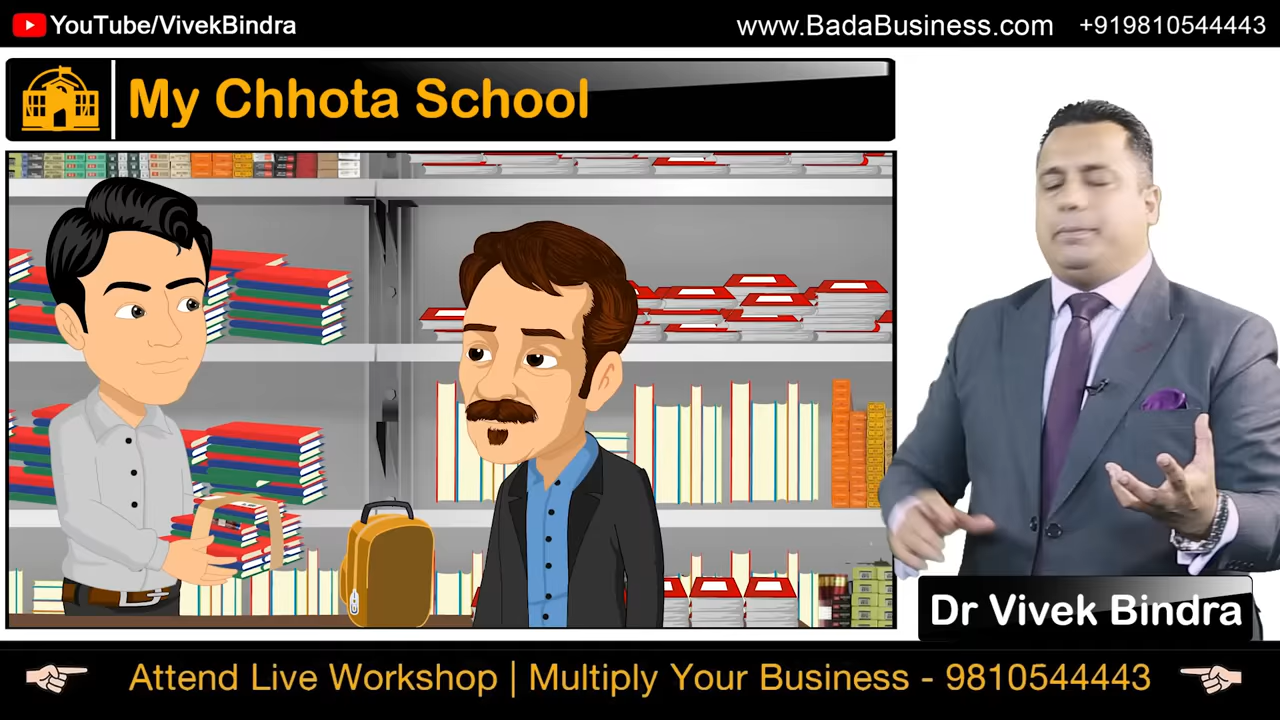 YouTube/VivekBindra
www.BadaBusiness.com +919810544443
My Chhota School
Dr Vivek Bindra
Attend Live Workshop | Multiply Your Business - 9810544443